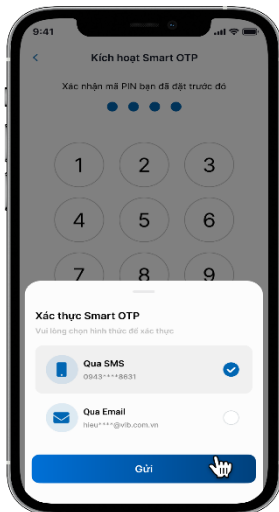 9:41
Kích hoạt Smart OTP
Xác nhận mã PIN bạn đã đặt trước đó
1 2 3
4 5 6
7 8 9
Xác thực Smart OTP
Vui lòng chọn hình thức để xác thực
Qua SMS
0943****8631
Qua Email
hieu****@vib.com.vn
Gửi